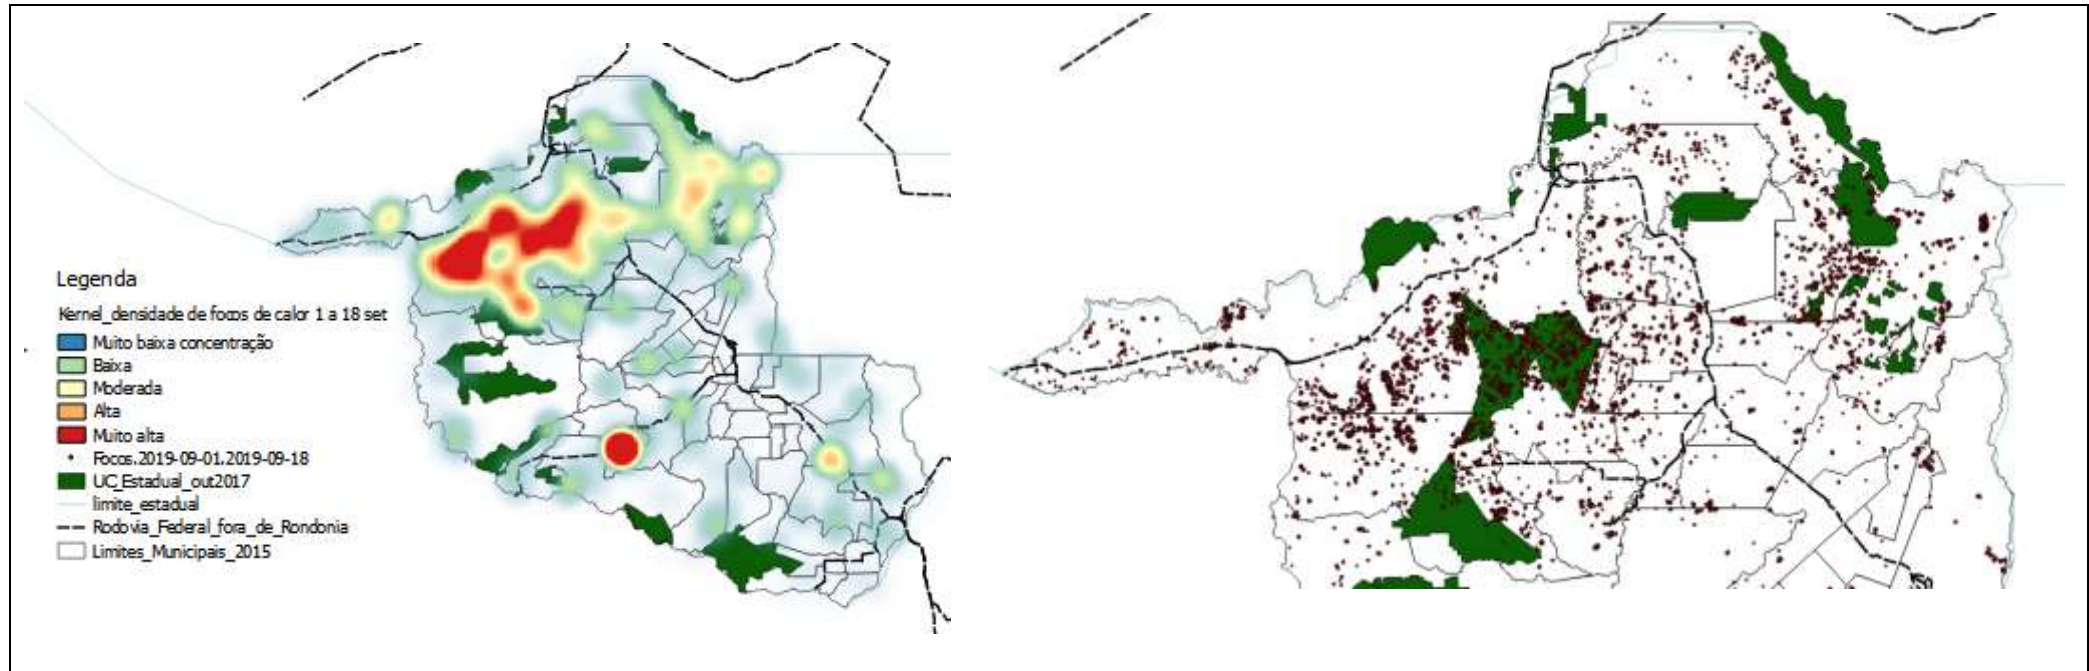 Legenda
Kernel_densidade de focos de calor 1 a 18 set
Muito baixa concentração
Baixa
Moderada
Alta
Muito alta
Focos.2019-09-01.2019-09-18
UC_Estadual_out2017
limite_estadual
Rodovia_Federal_fora_de_Rondonia
Limites_Municipais_2015